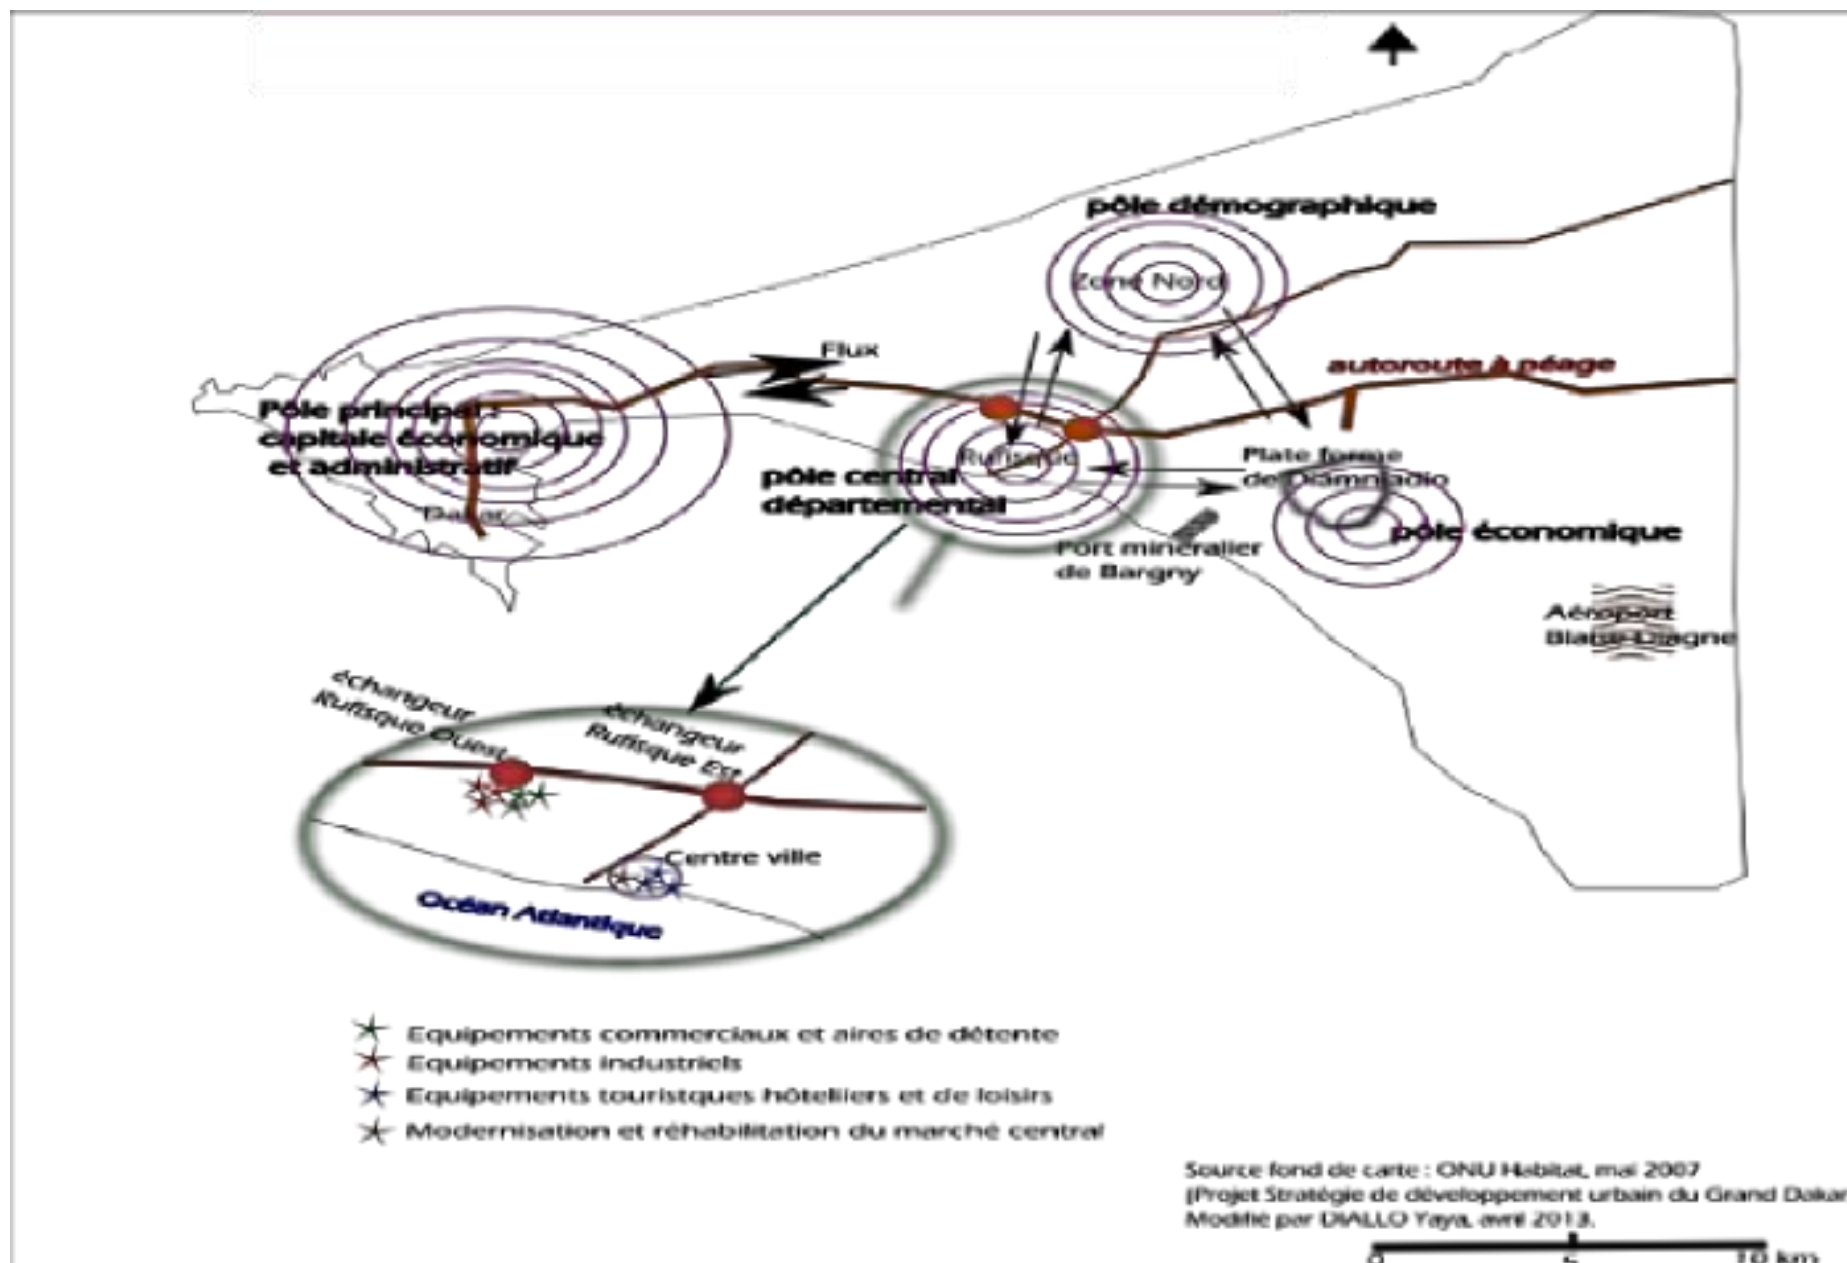 pôle démographique
Zone Nord
Flux
autoroute à péage
Pôle principal :
capitale économique
et administratif
Dakar
Rufisque
pôle central
départemental
Plate forme
de Diamniadio
pôle économique
Port minéralier
de Bargny
Aéroport
Blaise Diagne
échangeur
Rufisque Ouest
échangeur
Rufisque Est
Centre ville
Océan Atlantique
Equipements commerciaux et aires de détente
Equipements industriels
Equipements touristques hôtelliers et de loisirs
Modernisation et réhabilitation du marché central
Source fond de carte : ONU Habitat, mai 2007
(Projet Stratégie de développement urbain du Grand Dakar
Modifié par DIALLO Yaya, avril 2013.
0 5 10 km